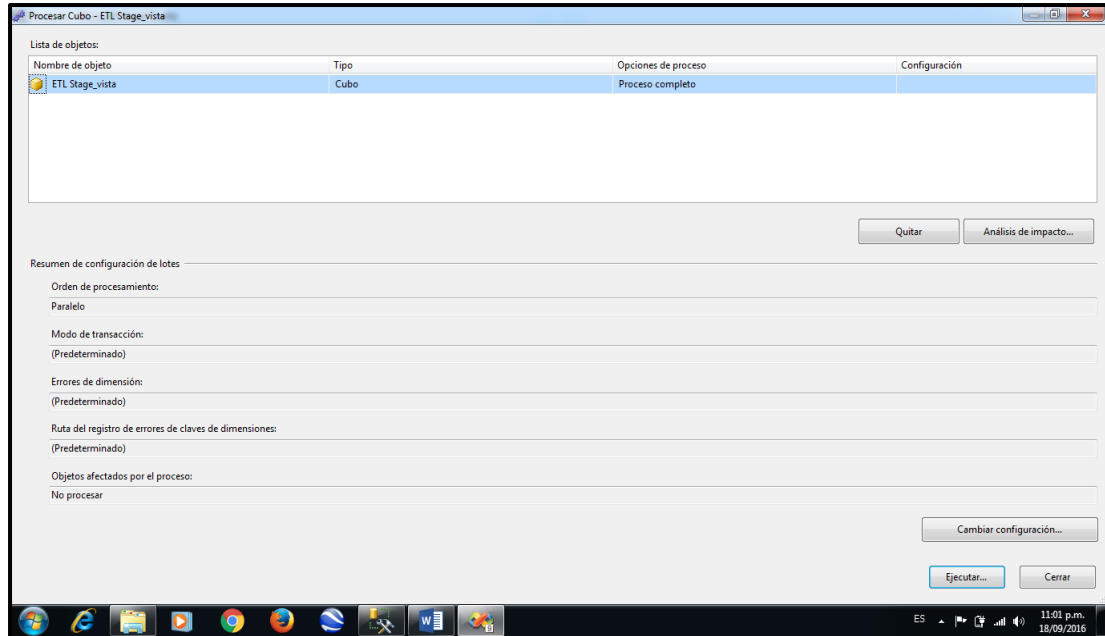 Procesar Cubo - ETL Stage_vista
Lista de objetos:
Nombre de objeto Tipo Opciones de proceso Configuración
ETL Stage_vista Cubo Proceso completo
Quitar Análisis de impacto...
Resumen de configuración de lotes
Orden de procesamiento:
Paralelo
Modo de transacción:
(Predeterminado)
Errores de dimensión:
(Predeterminado)
Ruta del registro de errores de claves de dimensiones:
(Predeterminado)
Objetos afectados por el proceso:
No procesar
Cambiar configuración...
Ejecutar... Cerrar
ES 11:01 p.m.
18/09/2016